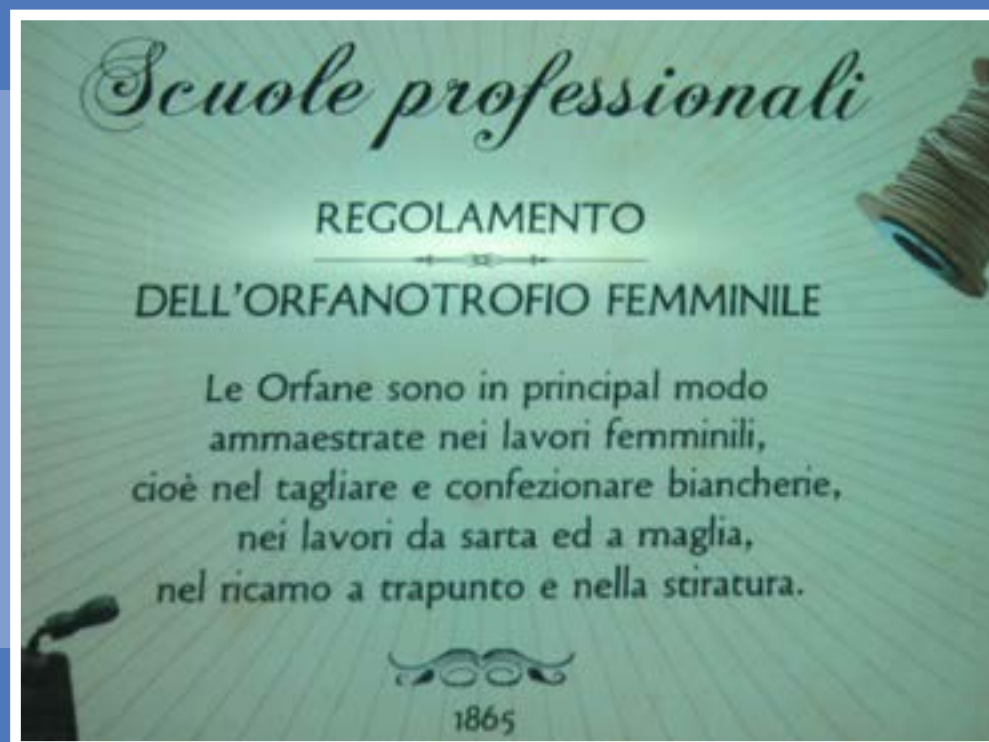 Scuole professionali
REGOLAMENTO
DELL'ORFANOTROFIO FEMMINILE
Le Orfane sono in principal modo
ammaestrate nei lavori femminili,
cioè nel tagliare e confezionare biancherie,
nei lavori da sarta ed a maglia,
nel ricamo a trapunto e nella stiratura.
1865